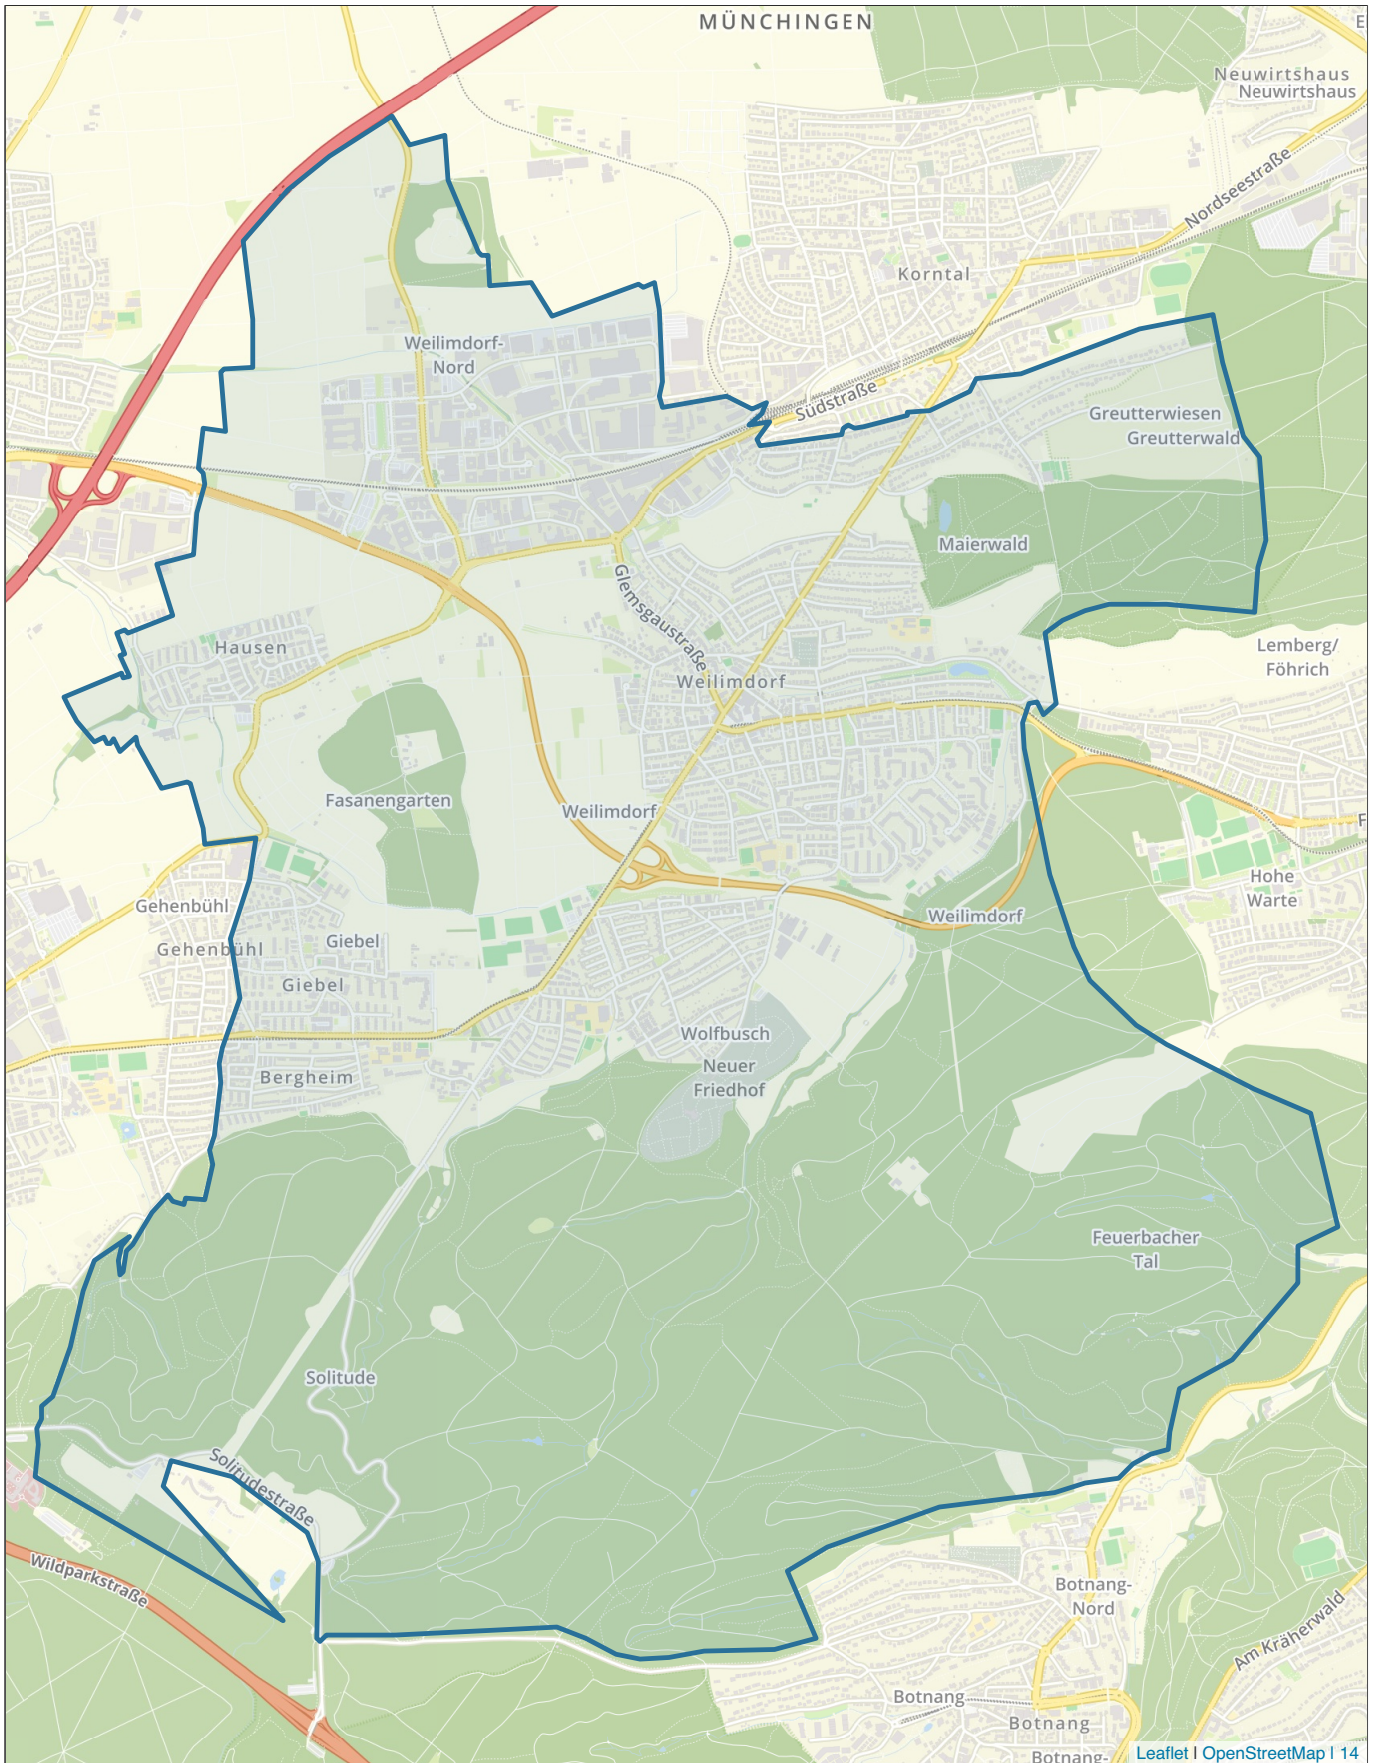 MÜNCHINGEN
E
Neuwirtshaus
Neuwirtshaus
Nordseestraße
Korntal
Weilimdorf-
Nord
Südstraße
Greutterwiesen
Greutterwald
Maierwald
Glemsgaustraße
Hausen
Lemberg/
Föhrich
Weilimdorf
Fasanengarten
Weilimdorf
F
Hohe
Warte
Gehenbühl
Weilimdorf
Giebel
Gehenbühl
Giebel
Wolfbusch
Neuer
Friedhof
Bergheim
Feuerbacher
Tal
Solitude
Solitudestraße
Wildparkstraße
Botnang-
Nord
Am Kräherwald
Botnang
Botnang
Botnang-
Leaflet | OpenStreetMap | 14